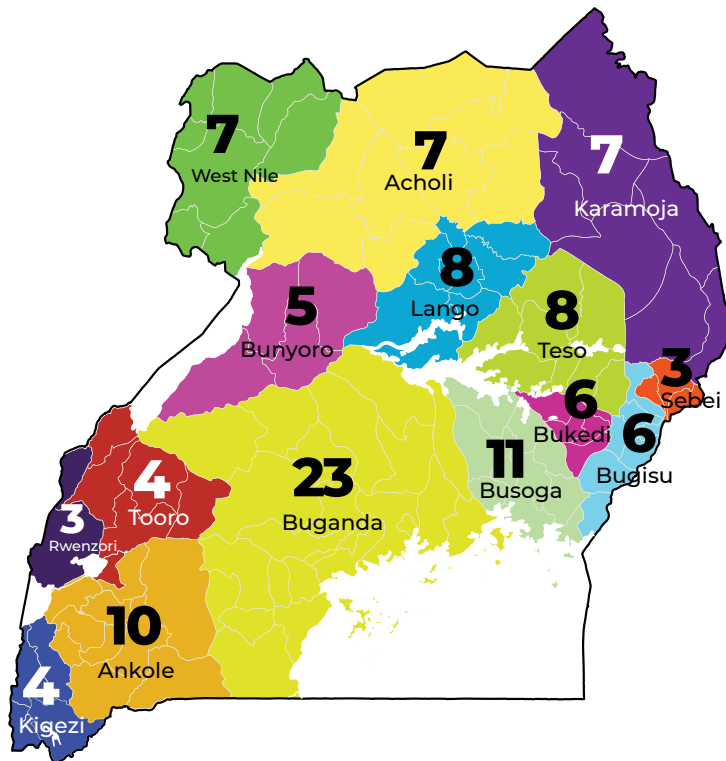 7
West Nile
7
Acholi
7
Karamoja
8
Lango
5
Bunyoro
8
Teso
3
Sebei
6
Bukedi
6
Bugisu
11
Busoga
23
Buganda
4
Tooro
3
Rwenzori
10
Ankole
4
Kigezi